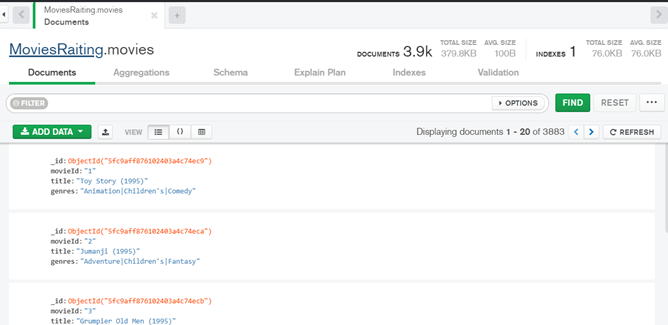 MoviesRaiting.movies
Documents
MoviesRaiting.movies
DOCUMENTS 3.9k TOTAL SIZE 379.8KB AVG. SIZE 100B INDEXES 1 TOTAL SIZE 76.0KB AVG. SIZE 76.0KB
Documents Aggregations Schema Explain Plan Indexes Validation
FILTER OPTIONS FIND RESET ...
ADD DATA VIEW {} Displaying documents 1 - 20 of 3883 REFRESH
_id:ObjectId("5fc9aff876102403a4c74ec9")
movieId:"1"
title:"Toy Story (1995)"
genres:"Animation|Children's|Comedy"
_id:ObjectId("5fc9aff876102403a4c74eca")
movieId:"2"
title:"Jumanji (1995)"
genres:"Adventure|Children's|Fantasy"
_id:ObjectId("5fc9aff876102403a4c74ecb")
movieId:"3"
title:"Grumpier Old Men (1995)"